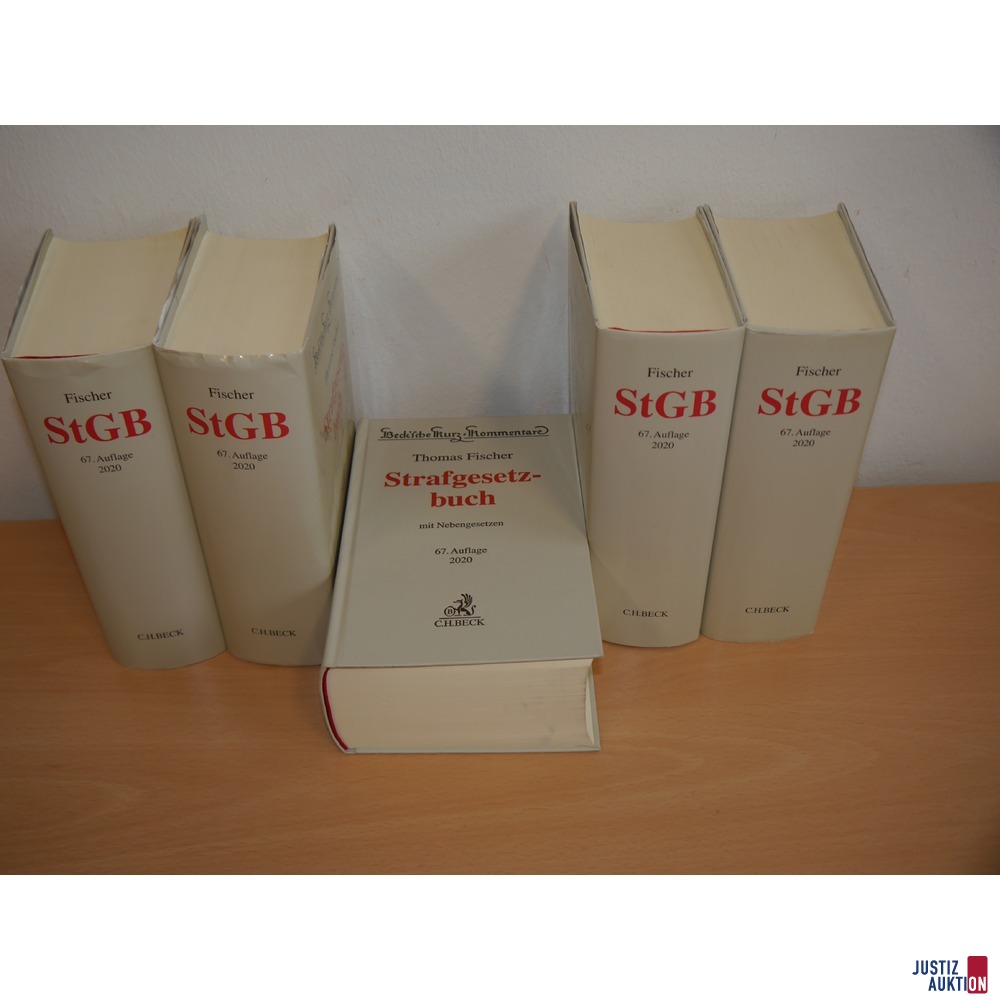 Fischer
StGB
67. Auflage
2020
C.H.BECK
Fischer
StGB
67. Auflage
2020
C.H.BECK
Beck'sche Kurz-Kommentare
Thomas Fischer
Strafgesetz-
buch
mit Nebengesetzen
67. Auflage
2020
C.H.BECK
Fischer
StGB
67. Auflage
2020
C.H.BECK
Fischer
StGB
67. Auflage
2020
C.H.BECK
JUSTIZ
AUKTION